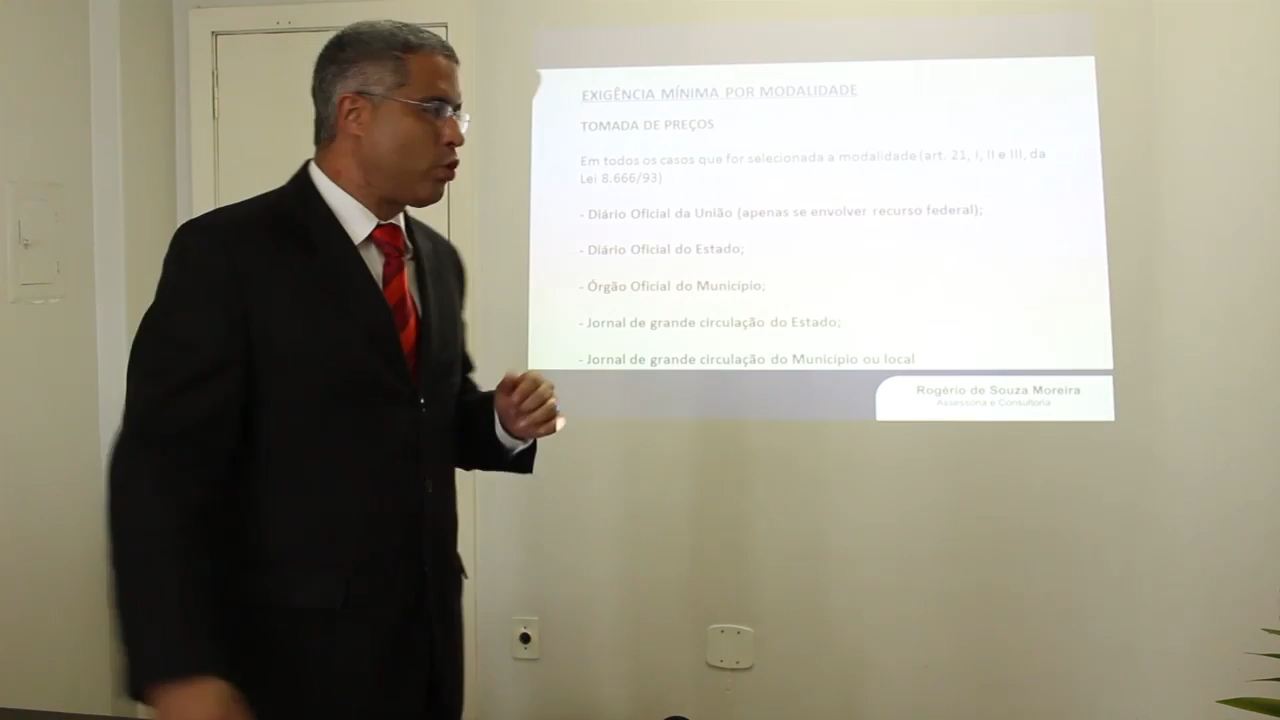 EXIGÊNCIA MÍNIMA POR MODALIDADE
TOMADA DE PREÇOS
Em todos os casos que for selecionada a modalidade (art. 21, I, II e III, da
Lei 8.666/93)
- Diário Oficial da União (apenas se envolver recurso federal);
- Diário Oficial do Estado;
- Órgão Oficial do Município;
- Jornal de grande circulação do Estado;
- Jornal de grande circulação do Município ou local
Rogério de Souza Moreira
Assessoria e Consultoria